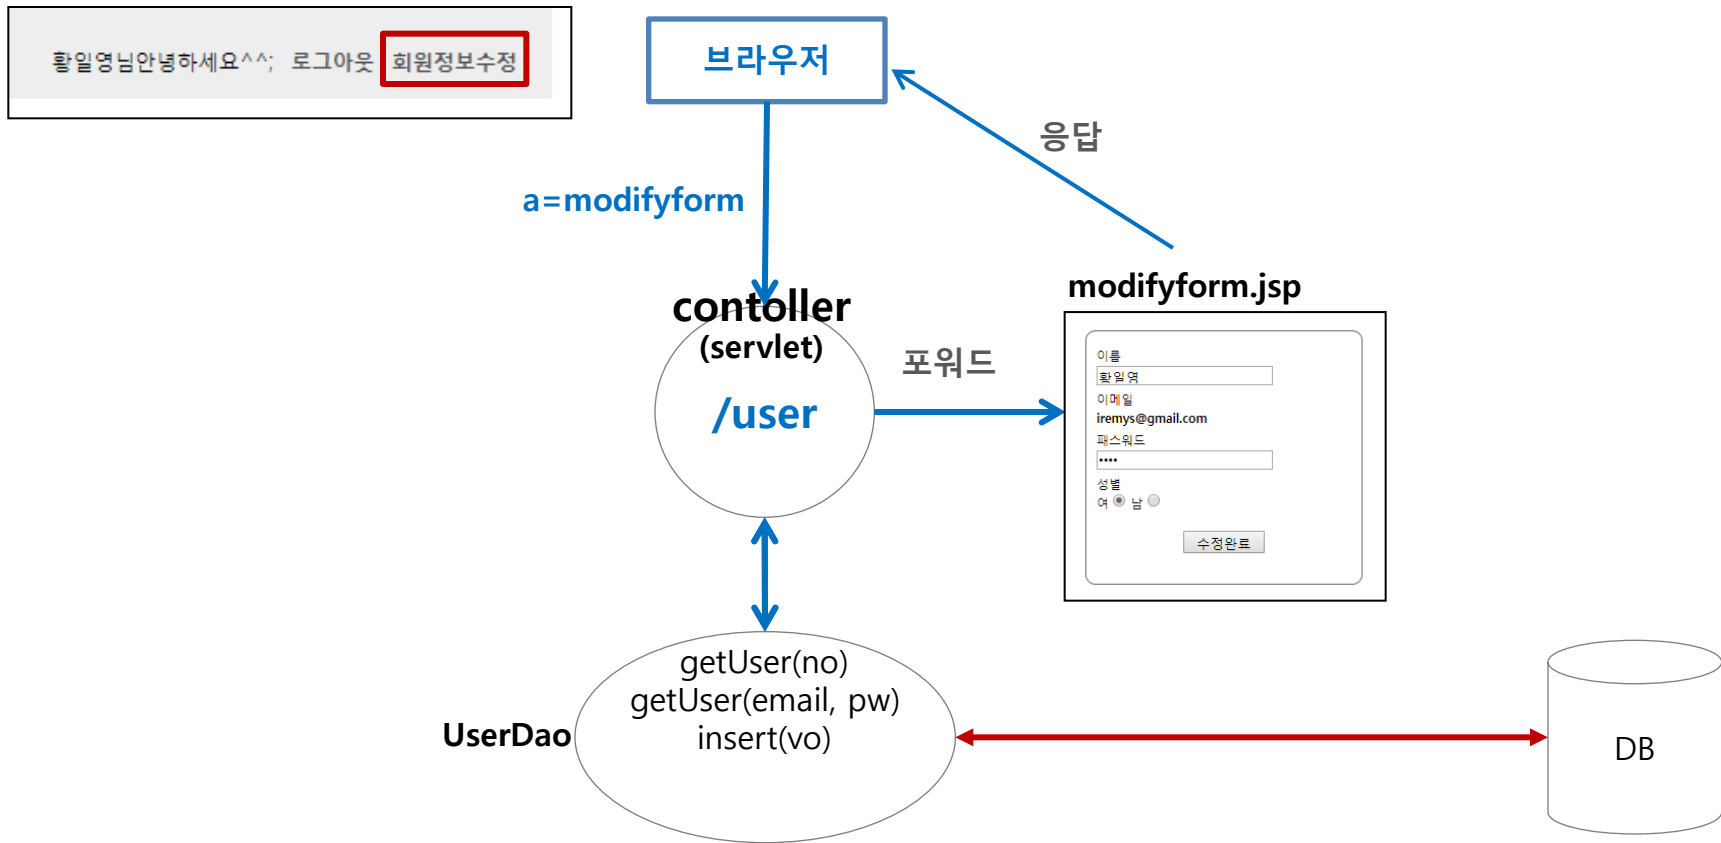 황일영님안녕하세요^^; 로그아웃 회원정보수정
브라우저
응답
a=modifyform
modifyform.jsp
contoller
(servlet)
/user
포워드
이름
황일영
이메일
iremys@gmail.com
패스워드
••••
성별
여 남
수정완료
getUser(no)
getUser(email, pw)
insert(vo)
UserDao
DB